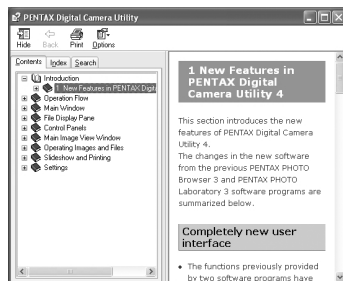 PENTAX Digital Camera Utility
Hide Back Print Options
Contents Index Search
Introduction
1 New Features in PENTAX Digit
Operation Flow
Main Window
File Display Pane
Control Panels
Main Image View Window
Operating Images and Files
Slideshow and Printing
Settings
1 New Features in
PENTAX Digital
Camera Utility 4
This section introduces the new
features of PENTAX Digital Camera
Utility 4.
The changes in the new software
from the previous PENTAX PHOTO
Browser 3 and PENTAX PHOTO
Laboratory 3 software programs are
summarized below.
Completely new user
interface
• The functions previously provided
by two software programs have